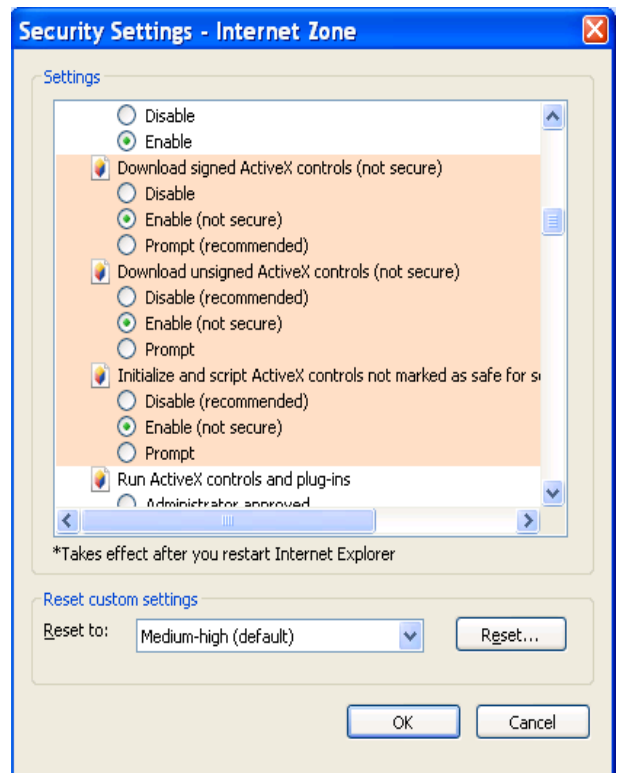 Security Settings - Internet Zone
Settings
Disable
Enable
Download signed ActiveX controls (not secure)
Disable
Enable (not secure)
Prompt (recommended)
Download unsigned ActiveX controls (not secure)
Disable (recommended)
Enable (not secure)
Prompt
Initialize and script ActiveX controls not marked as safe for s
Disable (recommended)
Enable (not secure)
Prompt
Run ActiveX controls and plug-ins
Administrator approved
*Takes effect after you restart Internet Explorer
Reset custom settings
Reset to: Medium-high (default) Reset...
OK Cancel